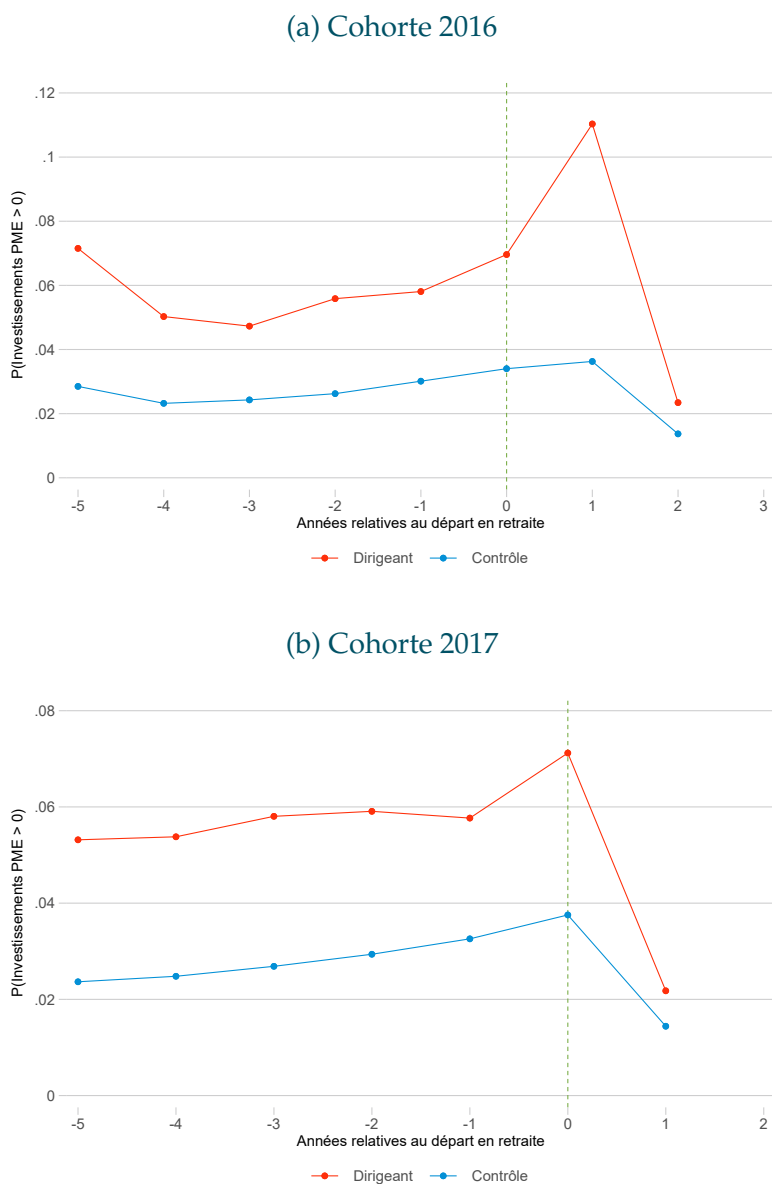 (a) Cohorte 2016
P(Investissements PME > 0)
.12
.1
.08
.06
.04
.02
0
-5 -4 -3 -2 -1 0 1 2 3
Années relatives au départ en retraite
Dirigeant Contrôle
(b) Cohorte 2017
P(Investissements PME > 0)
.08
.06
.04
.02
0
-5 -4 -3 -2 -1 0 1 2
Années relatives au départ en retraite
Dirigeant Contrôle